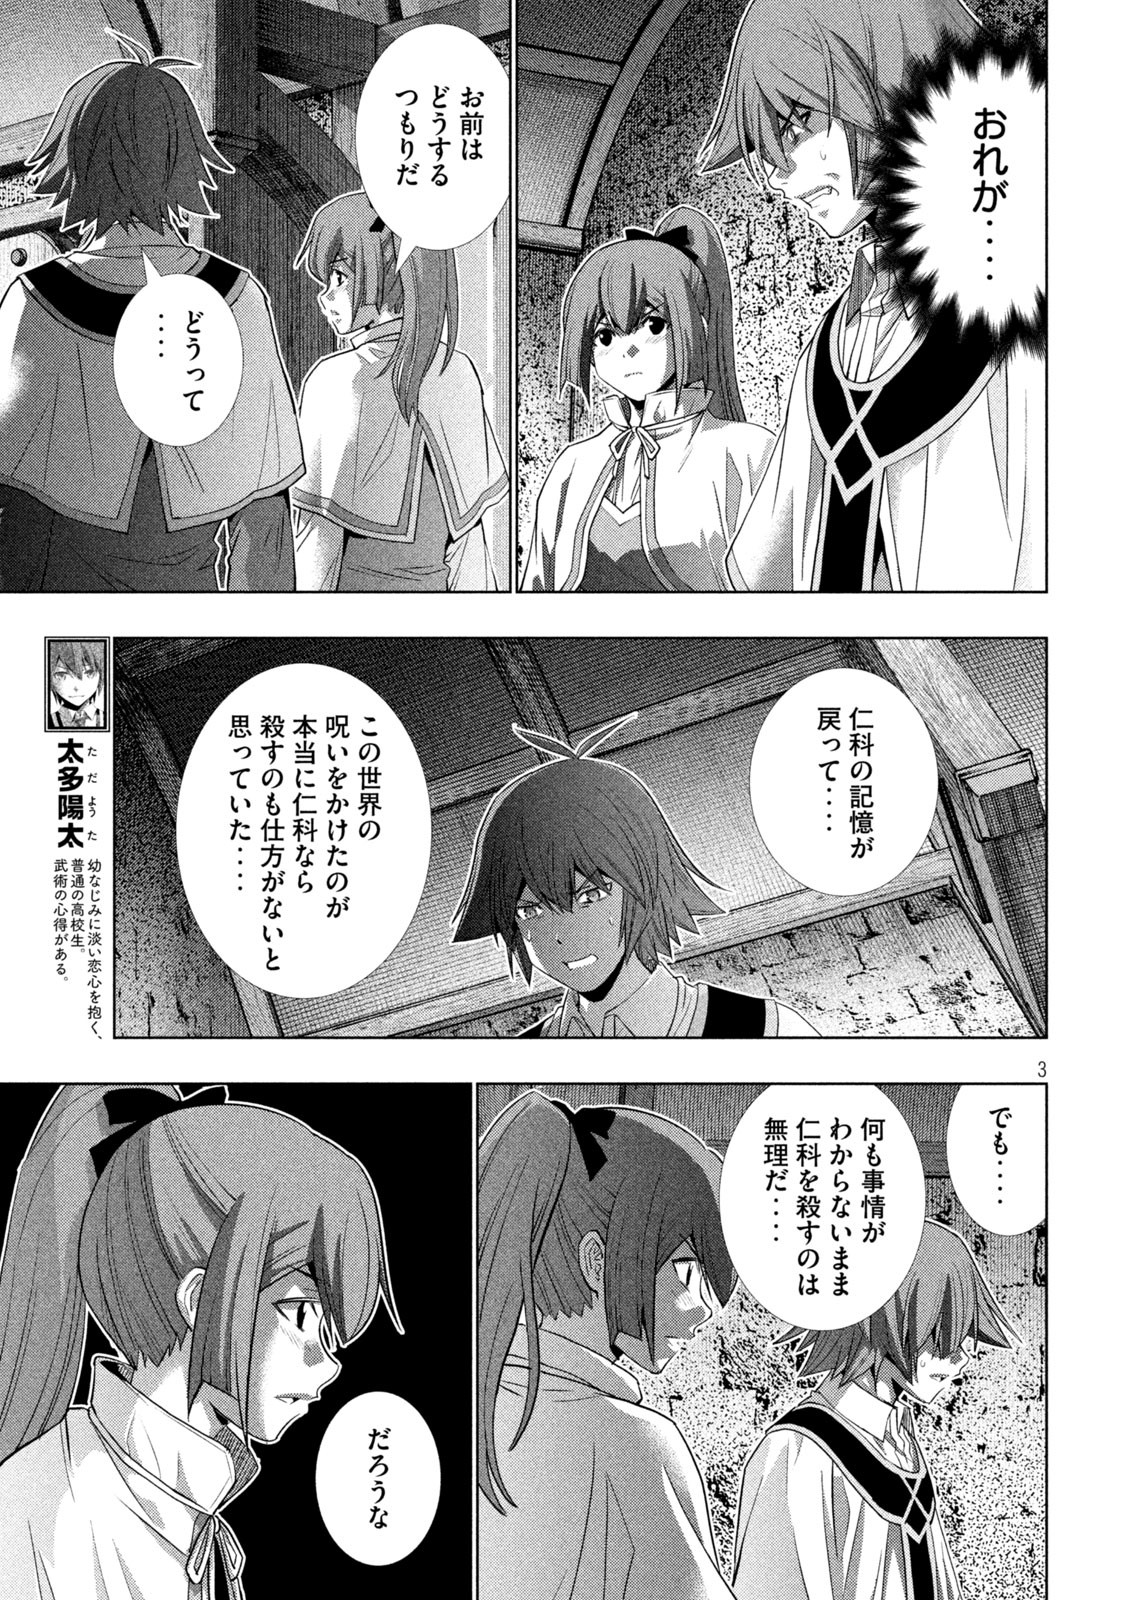 おれが‥‥
お前は
どうする
つもりだ
どうって
‥‥
仁科の記憶が
戻って‥‥
この世界の
呪いをかけたのが
本当に仁科なら
殺すのも仕方がないと
思っていた‥‥
太多陽太
ただようた
幼なじみに淡い恋心を抱く、
普通の高校生。
武術の心得がある。
3
でも‥‥
何も事情が
わからないまま
仁科を殺すのは
無理だ‥‥
だろうな